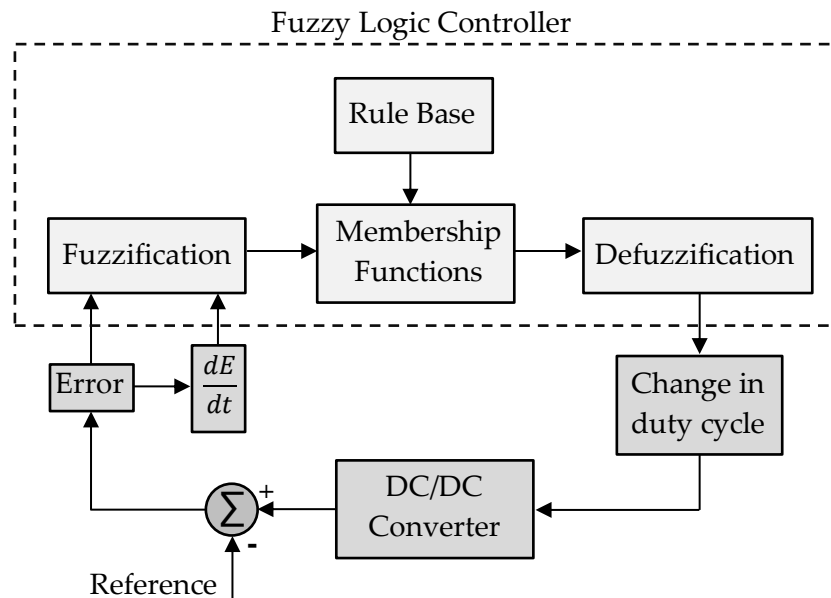 Fuzzy Logic Controller
Rule Base
Fuzzification
Membership
Functions
Defuzzification
Error
dE
dt
Change in
duty cycle
DC/DC
Converter
Σ
+
-
Reference